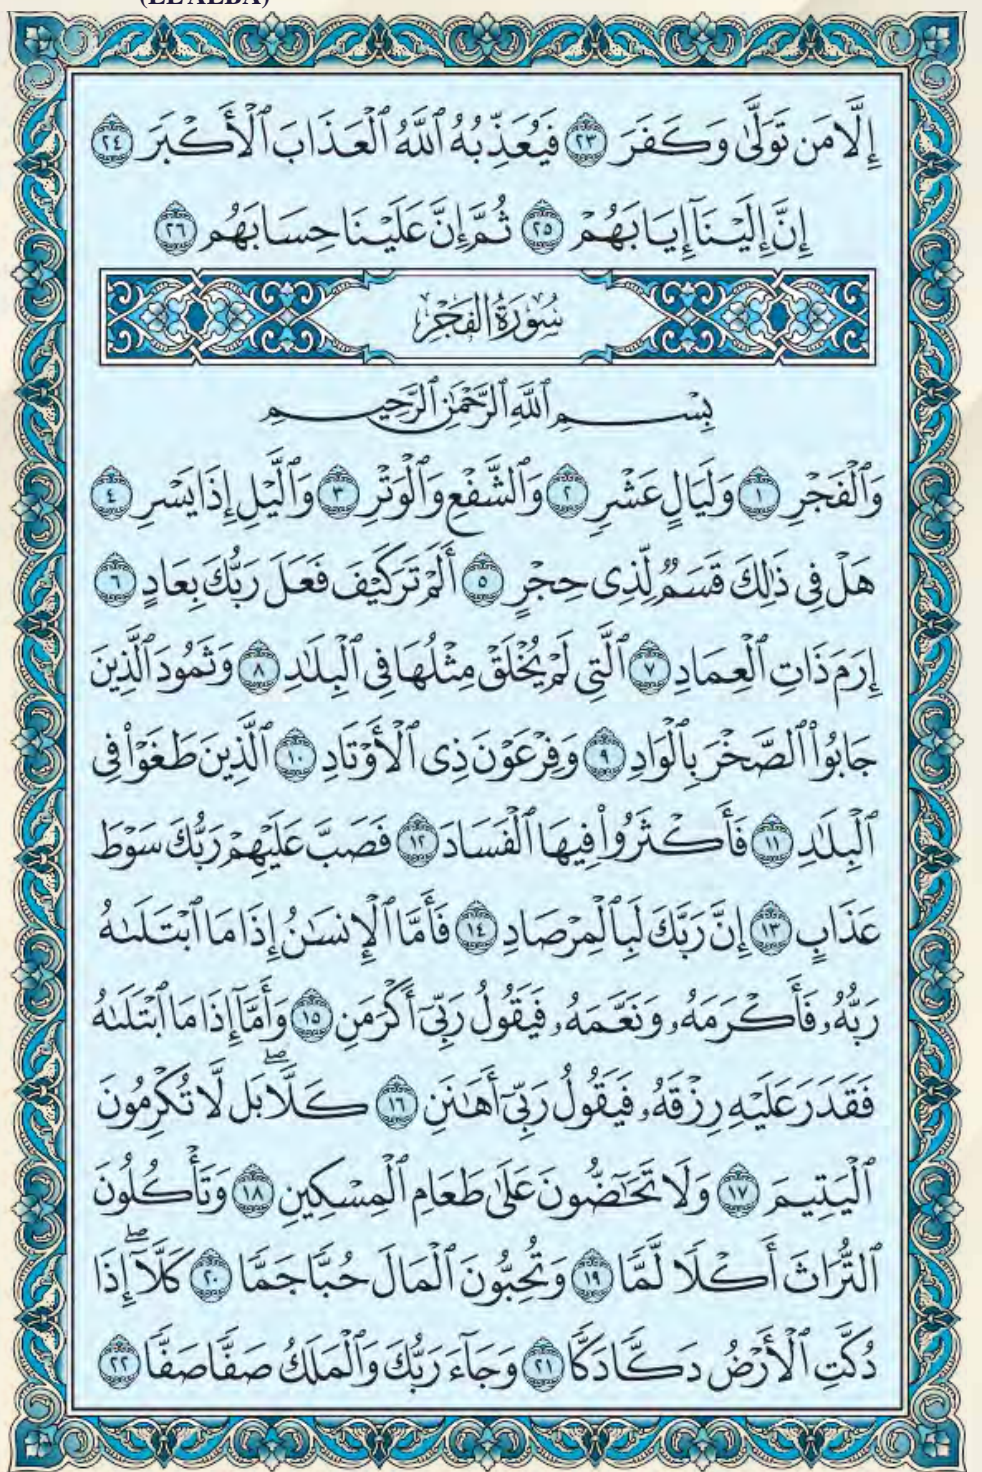 (EL ALBA)
إِلَّا مَن تَوَلَّىٰ وَكَفَرَ ٢٣ فَيُعَذِّبُهُ ٱللَّهُ ٱلْعَذَابَ ٱلْأَكْبَرَ ٢٤
إِنَّ إِلَيْنَآ إِيَابَهُمْ ٢٥ ثُمَّ إِنَّ عَلَيْنَا حِسَابَهُم ٢٦
سُورَةُ الفَجْرِ
بِسْمِ ٱللَّهِ ٱلرَّحْمَٰنِ ٱلرَّحِيمِ
وَٱلْفَجْرِ ١ وَلَيَالٍ عَشْرٍ ٢ وَٱلشَّفْعِ وَٱلْوَتْرِ ٣ وَٱلَّيْلِ إِذَا يَسْرِ ٤
هَلْ فِى ذَٰلِكَ قَسَمٌ لِّذِى حِجْرٍ ٥ أَلَمْ تَرَ كَيْفَ فَعَلَ رَبُّكَ بِعَادٍ ٦
إِرَمَ ذَاتِ ٱلْعِمَادِ ٧ ٱلَّتِى لَمْ يُخْلَقْ مِثْلُهَا فِى ٱلْبِلَٰدِ ٨ وَثَمُودَ ٱلَّذِينَ
جَابُوا۟ ٱلصَّخْرَ بِٱلْوَادِ ٩ وَفِرْعَوْنَ ذِى ٱلْأَوْتَادِ ١٠ ٱلَّذِينَ طَغَوْا۟ فِى
ٱلْبِلَٰدِ ١١ فَأَكْثَرُوا۟ فِيهَا ٱلْفَسَادَ ١٢ فَصَبَّ عَلَيْهِمْ رَبُّكَ سَوْطَ
عَذَابٍ ١٣ إِنَّ رَبَّكَ لَبِٱلْمِرْصَادِ ١٤ فَأَمَّا ٱلْإِنسَٰنُ إِذَا مَا ٱبْتَلَىٰهُ
رَبُّهُۥ فَأَكْرَمَهُۥ وَنَعَّمَهُۥ فَيَقُولُ رَبِّىٓ أَكْرَمَنِ ١٥ وَأَمَّآ إِذَا مَا ٱبْتَلَىٰهُ
فَقَدَرَ عَلَيْهِ رِزْقَهُۥ فَيَقُولُ رَبِّىٓ أَهَٰنَنِ ١٦ كَلَّاۖ بَل لَّا تُكْرِمُونَ
ٱلْيَتِيمَ ١٧ وَلَا تَحَٰٓضُّونَ عَلَىٰ طَعَامِ ٱلْمِسْكِينِ ١٨ وَتَأْكُلُونَ
ٱلتُّرَاثَ أَكْلًا لَّمًّا ١٩ وَتُحِبُّونَ ٱلْمَالَ حُبًّا جَمًّا ٢٠ كَلَّآۖ إِذَا
دُكَّتِ ٱلْأَرْضُ دَكًّا دَكًّا ٢١ وَجَآءَ رَبُّكَ وَٱلْمَلَكُ صَفًّا صَفًّا ٢٢